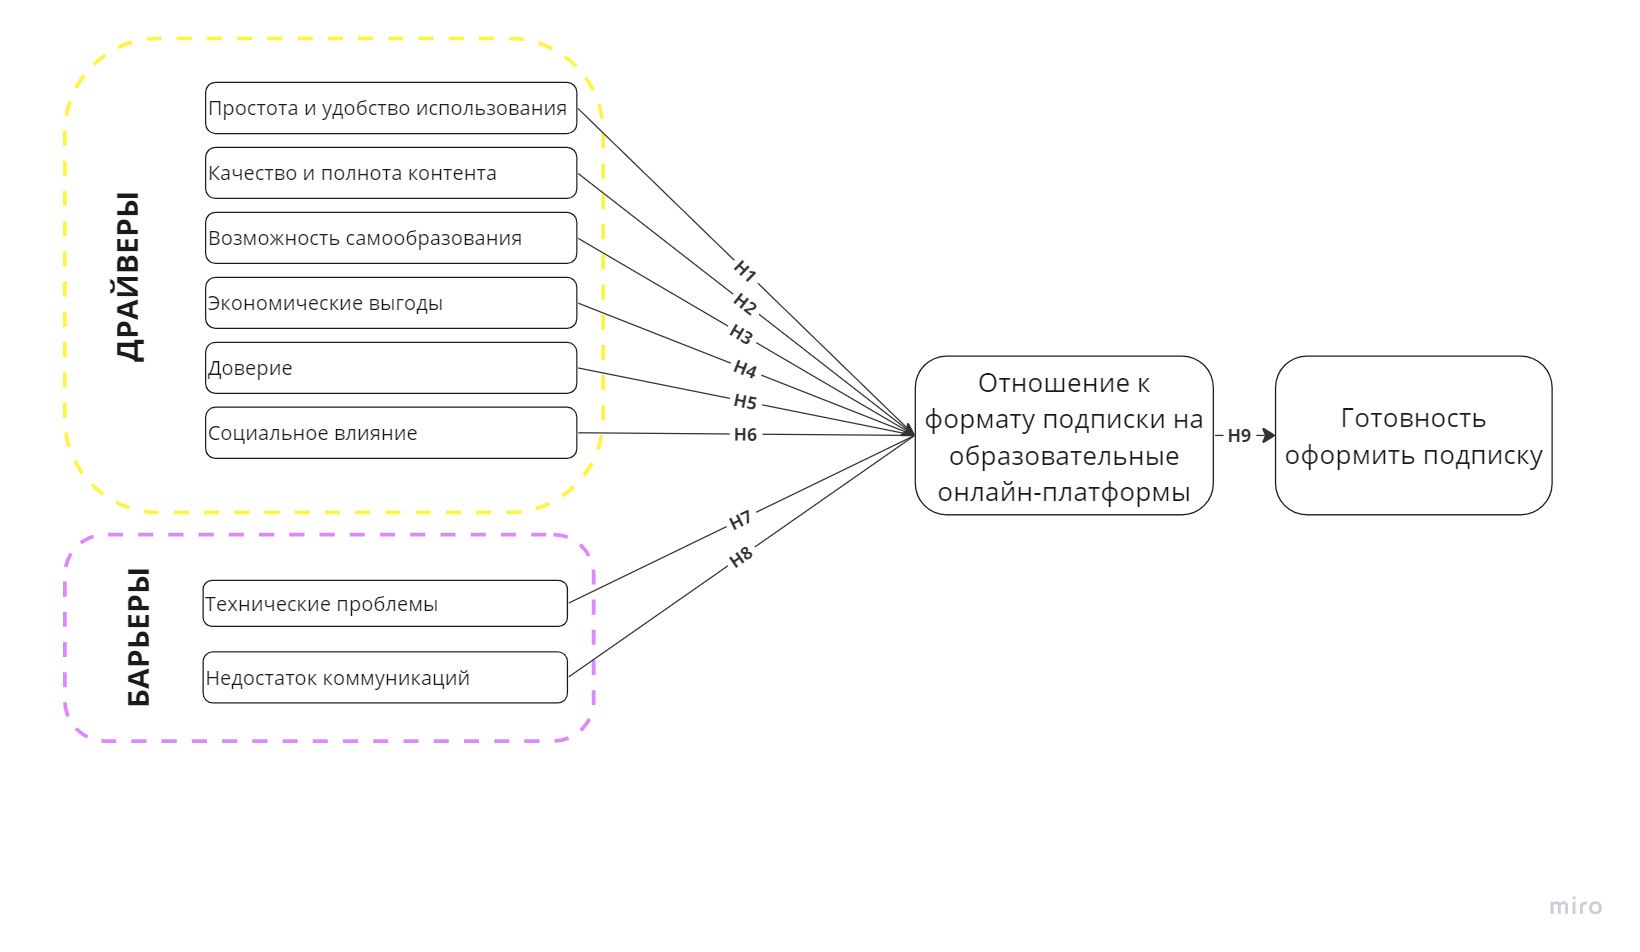 ДРАЙВЕРЫ
Простота и удобство использования
Качество и полнота контента
Возможность самообразования
Экономические выгоды
Доверие
Социальное влияние
БАРЬЕРЫ
Технические проблемы
Недостаток коммуникаций
H1
H2
H3
H4
H5
H6
H7
H8
Отношение к
формату подписки на
образовательные
онлайн-платформы
H9
Готовность
оформить подписку
miro